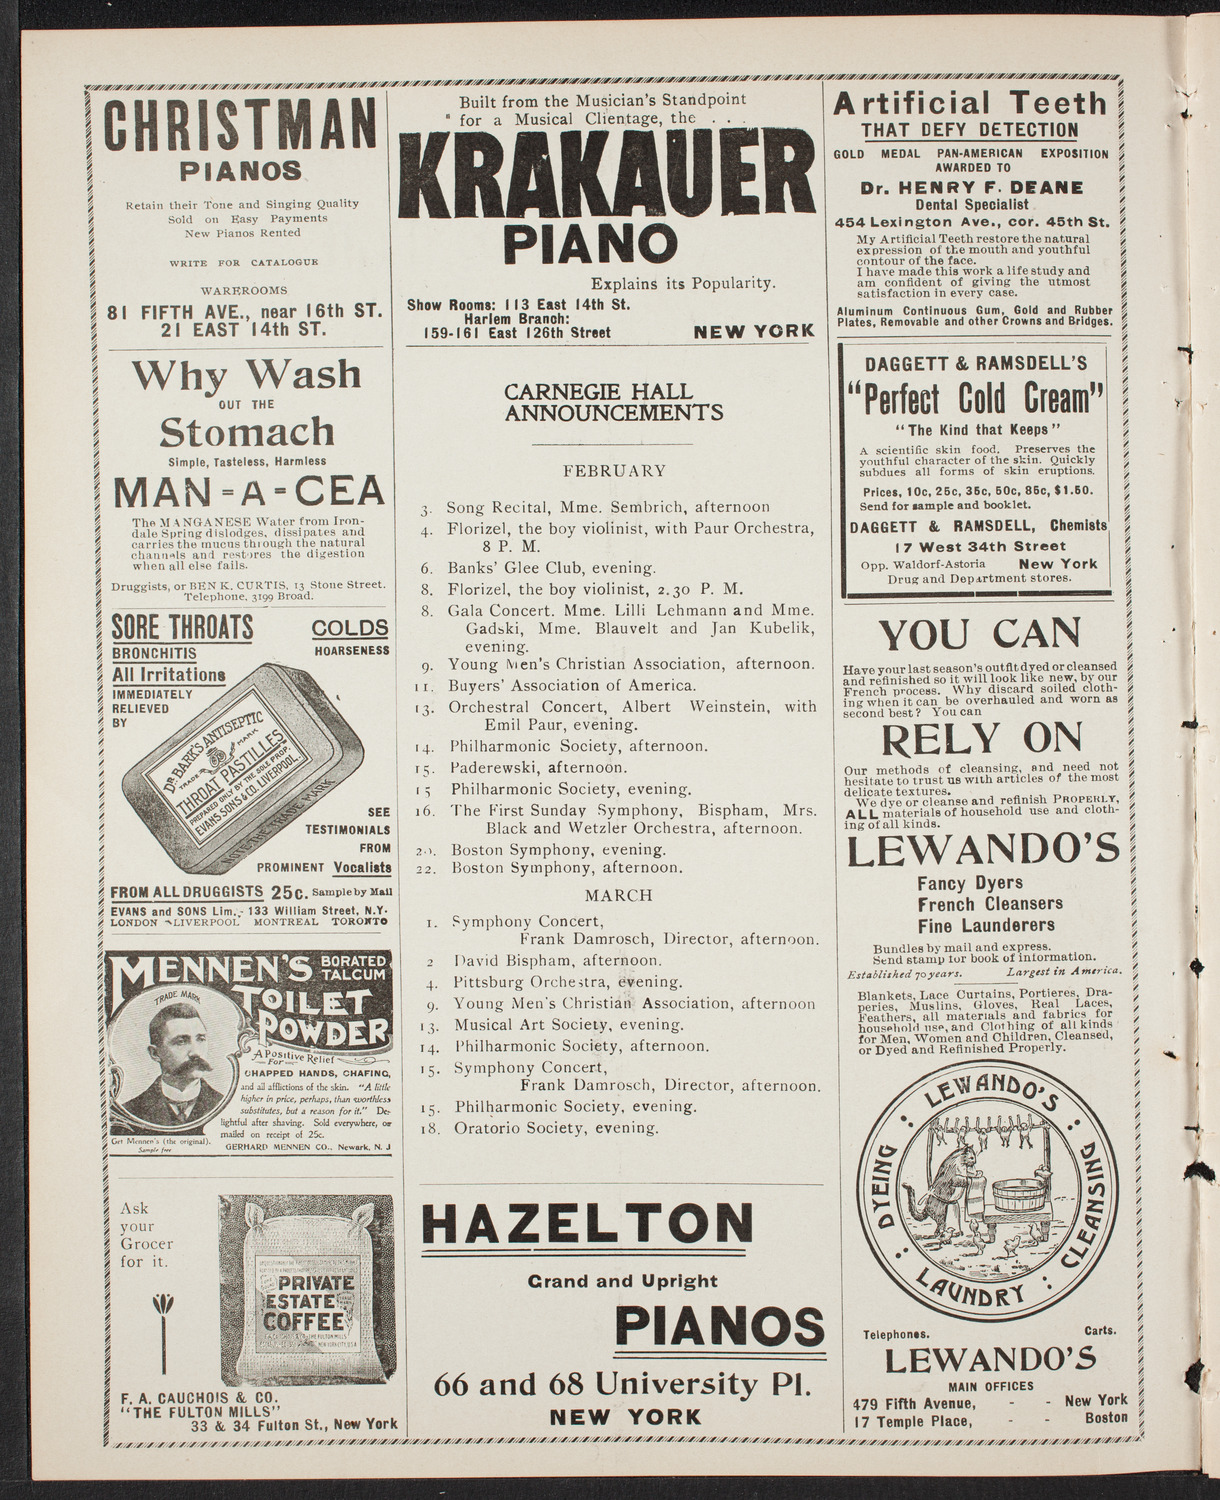 CHRISTMAN
PIANOS
Retain their Tone and Singing Quality
Sold on Easy Payments
New Pianos Rented
WRITE FOR CATALOGUE
WAREROOMS
81 FIFTH AVE., near 16th ST.
21 EAST 14th ST.
Why Wash
OUT THE
Stomach
Simple, Tasteless, Harmless
MAN-A-CEA
The MANGANESE Water from Iron-
dale Spring dislodges, dissipates and
carries the mucus through the natural
channels and restores the digestion
when all else fails.
Druggists, or BEN K. CURTIS, 13 Stone Street.
Telephone, 3199 Broad.
SORE THROATS
COLDS
BRONCHITIS
HOARSENESS
All Irritations
IMMEDIATELY
RELIEVED
BY
DR BARK'S ANTISEPTIC
TRADE MARK
THROAT PASTILLES
PREPARED ONLY BY THE SOLE PROP.
EVANS SONS & CO. LIVERPOOL.
NOTE THE TRADE MARK
SEE
TESTIMONIALS
FROM
PROMINENT Vocalists
FROM ALL DRUGGISTS 25c. Sample by Mail
EVANS and SONS Lim., 133 William Street, N.Y.
LONDON LIVERPOOL MONTREAL TORONTO
MENNEN'S BORATED
TALCUM
TOILET
POWDER
TRADE MARK
A Positive Relief
For
CHAPPED HANDS, CHAFING,
and all afflictions of the skin. "A little
higher in price, perhaps, than worthless
substitutes, but a reason for it." De-
lightful after shaving. Sold everywhere, or
mailed on receipt of 25c.
Get Mennen's (the original).
Sample free
GERHARD MENNEN CO., Newark, N. J
Ask
your
Grocer
for it.
PRIVATE
ESTATE
COFFEE
F. A. CAUCHOIS & CO.
"THE FULTON MILLS"
33 & 34 Fulton St., New York
Built from the Musician's Standpoint
" for a Musical Clientage, the . . .
KRAKAUER
PIANO
Explains its Popularity.
Show Rooms: 113 East 14th St.
Harlem Branch:
159-161 East 126th Street
NEW YORK
CARNEGIE HALL
ANNOUNCEMENTS
FEBRUARY
3. Song Recital, Mme. Sembrich, afternoon
4. Florizel, the boy violinist, with Paur Orchestra,
8 P. M.
6. Banks' Glee Club, evening.
8. Florizel, the boy violinist, 2.30 P. M.
8. Gala Concert. Mme. Lilli Lehmann and Mme.
Gadski, Mme. Blauvelt and Jan Kubelik,
evening.
9. Young Men's Christian Association, afternoon.
11. Buyers' Association of America.
13. Orchestral Concert, Albert Weinstein, with
Emil Paur, evening.
14. Philharmonic Society, afternoon.
15. Paderewski, afternoon.
15 Philharmonic Society, evening.
16. The First Sunday Symphony, Bispham, Mrs.
Black and Wetzler Orchestra, afternoon.
20. Boston Symphony, evening.
22. Boston Symphony, afternoon.
MARCH
1. Symphony Concert,
Frank Damrosch, Director, afternoon.
2 David Bispham, afternoon.
4. Pittsburg Orchestra, evening.
9. Young Men's Christian Association, afternoon
13. Musical Art Society, evening.
14. Philharmonic Society, afternoon.
15. Symphony Concert,
Frank Damrosch, Director, afternoon.
15. Philharmonic Society, evening.
18. Oratorio Society, evening.
HAZELTON
Grand and Upright
PIANOS
66 and 68 University Pl.
NEW YORK
Artificial Teeth
THAT DEFY DETECTION
GOLD MEDAL PAN-AMERICAN EXPOSITION
AWARDED TO
Dr. HENRY F. DEANE
Dental Specialist
454 Lexington Ave., cor. 45th St.
My Artificial Teeth restore the natural
expression of the mouth and youthful
contour of the face.
I have made this work a life study and
am confident of giving the utmost
satisfaction in every case.
Aluminum Continuous Gum, Gold and Rubber
Plates, Removable and other Crowns and Bridges.
DAGGETT & RAMSDELL'S
"Perfect Cold Cream"
"The Kind that Keeps"
A scientific skin food. Preserves the
youthful character of the skin. Quickly
subdues all forms of skin eruptions.
Prices, 10c, 25c, 35c, 50c, 85c, $1.50.
Send for sample and booklet.
DAGGETT & RAMSDELL, Chemists
17 West 34th Street
Opp. Waldorf-Astoria New York
Drug and Department stores.
YOU CAN
Have your last season's outfit dyed or cleansed
and refinished so it will look like new, by our
French process. Why discard soiled cloth-
ing when it can be overhauled and worn as
second best? You can
RELY ON
Our methods of cleansing, and need not
hesitate to trust us with articles of the most
delicate textures.
We dye or cleanse and refinish PROPERLY,
ALL materials of household use and cloth-
ing of all kinds.
LEWANDO'S
Fancy Dyers
French Cleansers
Fine Launderers
Bundles by mail and express.
Send stamp for book of information.
Established 70 years. Largest in America.
Blankets, Lace Curtains, Portieres, Dra-
peries, Muslins, Gloves, Real Laces,
Feathers, all materials and fabrics for
household use, and Clothing of all kinds
for Men, Women and Children, Cleansed,
or Dyed and Refinished Properly.
LEWANDO'S
DYEING
CLEANSING
LAUNDRY
Telephones. Carts.
LEWANDO'S
MAIN OFFICES
479 Fifth Avenue, - - New York
17 Temple Place, - - Boston